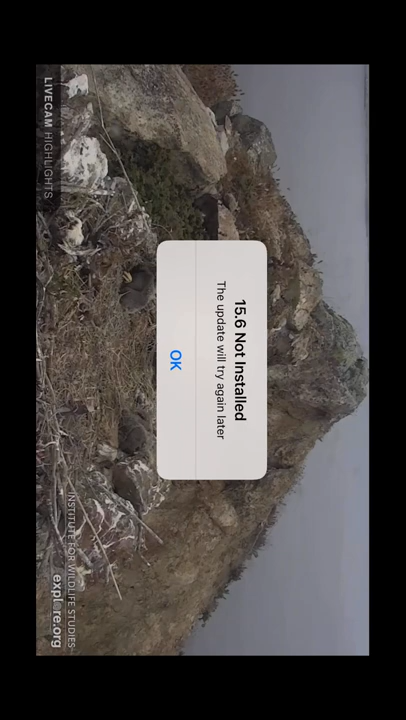 LIVECAM HIGHLIGHTS
15.6 Not Installed
The update will try again later
OK
INSTITUTE FOR WILDLIFE STUDIES
explore.org